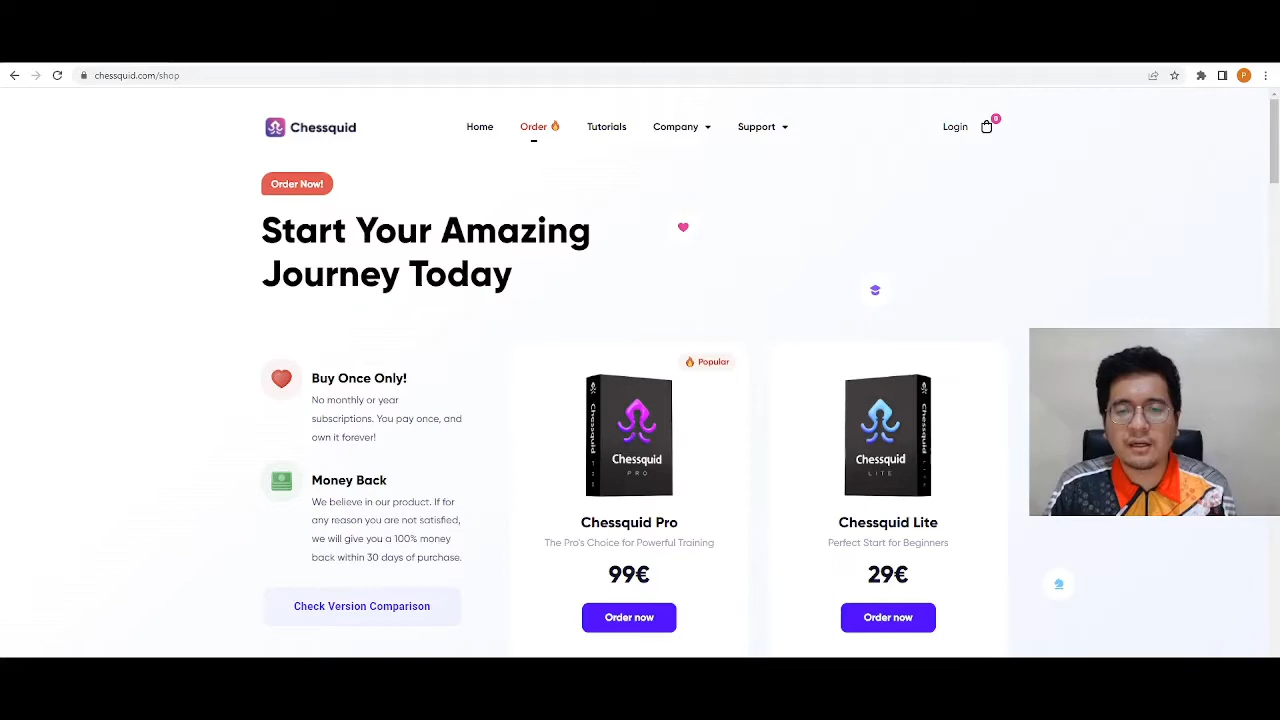 chessquid.com/shop
P
Chessquid
Home
Order
Tutorials
Company
Support
Login
Order Now!
Start Your Amazing
Journey Today
Buy Once Only!
No monthly or year
subscriptions. You pay once, and
own it forever!
Money Back
We believe in our product. If for
any reason you are not satisfied,
we will give you a 100% money
back within 30 days of purchase.
Check Version Comparison
Popular
Chessquid
Chessquid
PRO
Chessquid Pro
The Pro's Choice for Powerful Training
99€
Order now
Chessquid
Chessquid
LITE
Chessquid Lite
Perfect Start for Beginners
29€
Order now